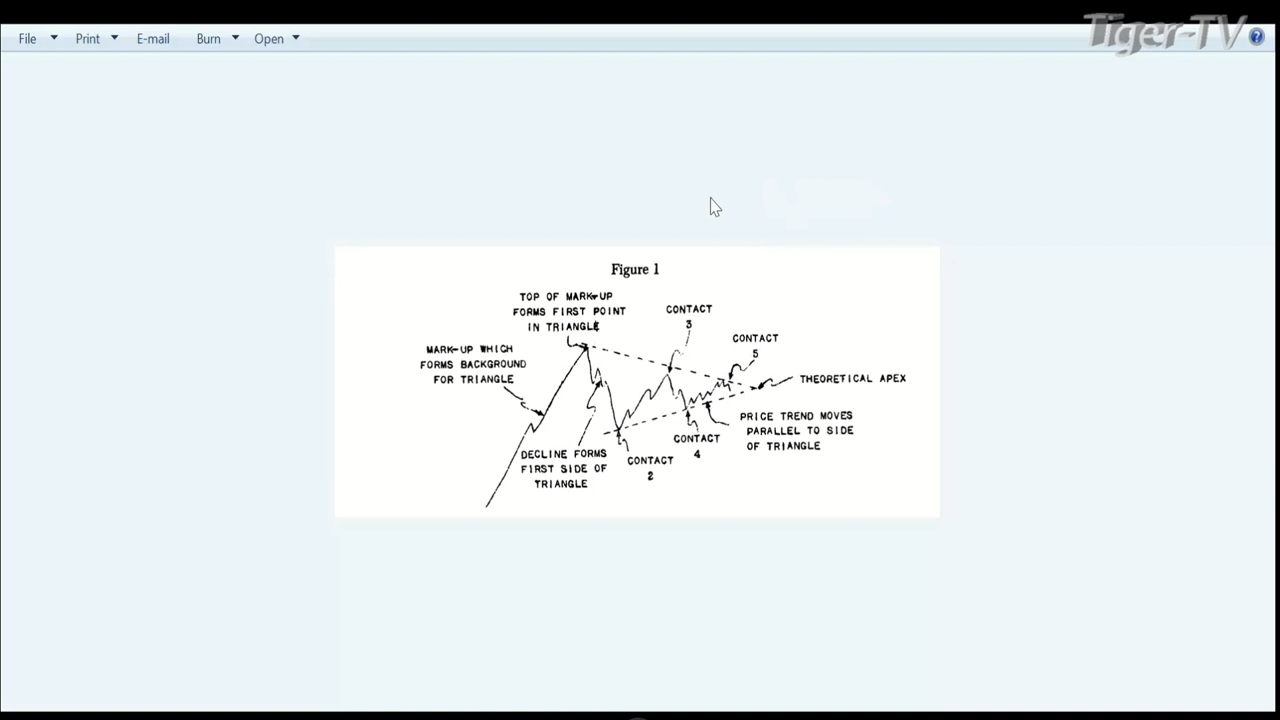 File Print E-mail Burn Open
Tiger-TV
Figure 1
TOP OF MARK-UP
FORMS FIRST POINT
IN TRIANGLE
CONTACT
3
CONTACT
5
MARK-UP WHICH
FORMS BACKGROUND
FOR TRIANGLE
THEORETICAL APEX
PRICE TREND MOVES
PARALLEL TO SIDE
OF TRIANGLE
CONTACT
4
DECLINE FORMS
FIRST SIDE OF
TRIANGLE
CONTACT
2